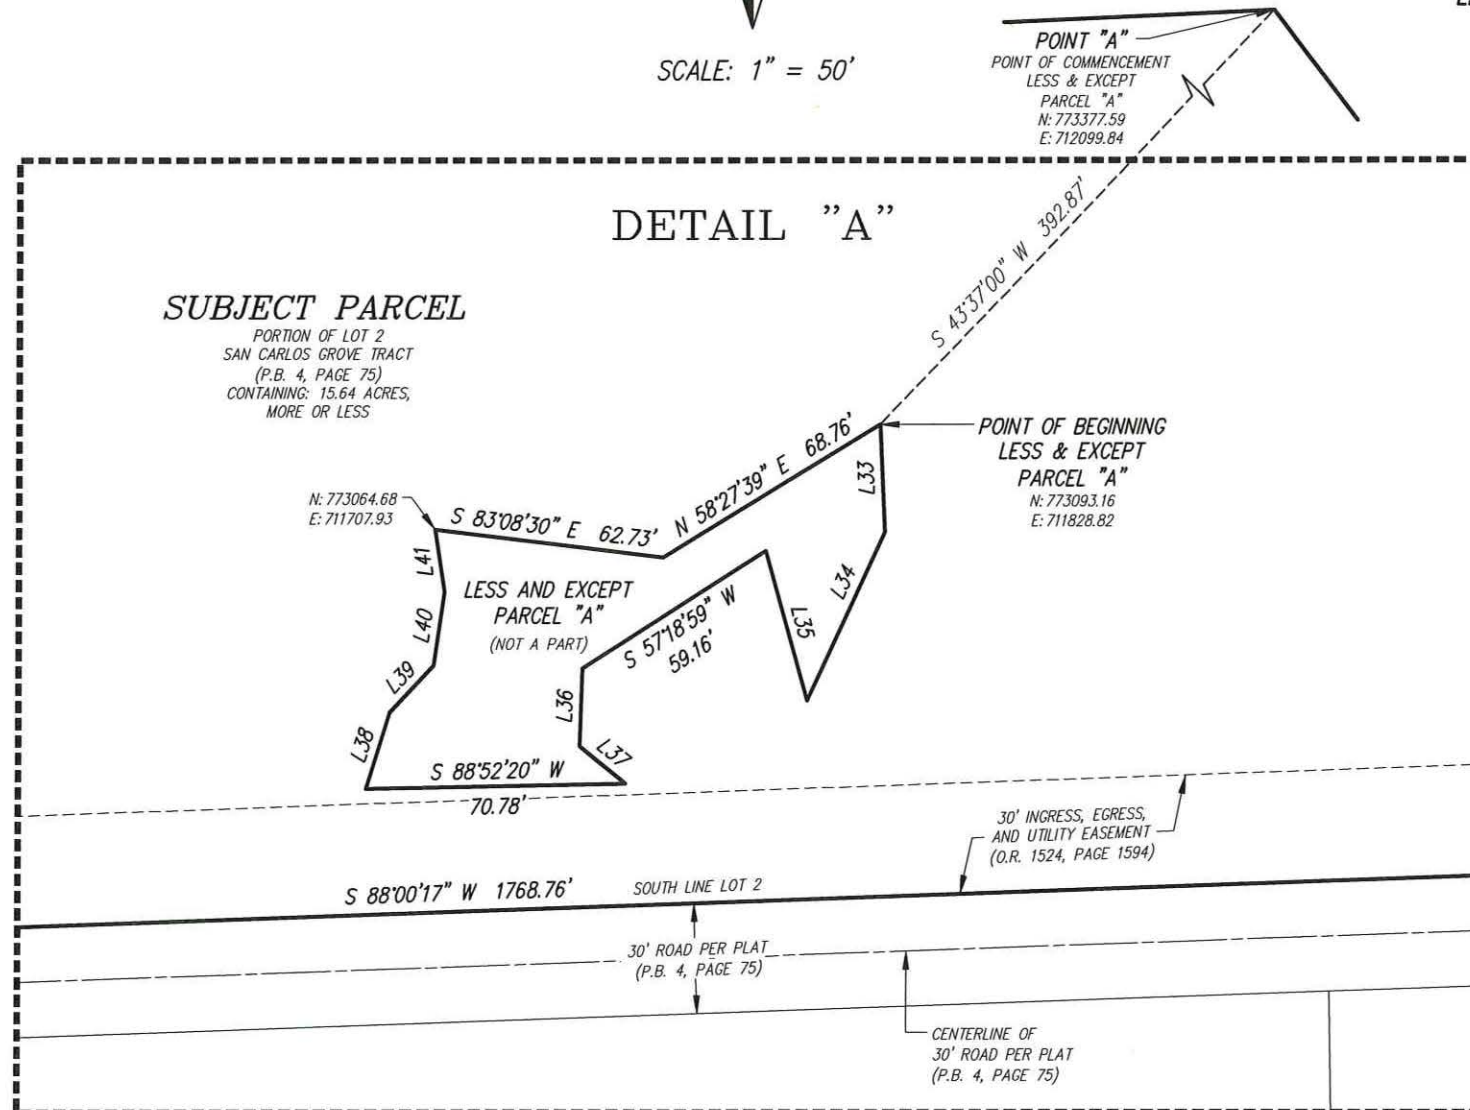 SCALE: 1" = 50'
POINT "A"
POINT OF COMMENCEMENT
LESS & EXCEPT
PARCEL "A"
N: 773377.59
E: 712099.84
DETAIL "A"
S 43°37'00" W 392.87'
SUBJECT PARCEL
PORTION OF LOT 2
SAN CARLOS GROVE TRACT
(P.B. 4, PAGE 75)
CONTAINING: 15.64 ACRES,
MORE OR LESS
POINT OF BEGINNING
LESS & EXCEPT
PARCEL "A"
N: 773093.16
E: 711828.82
N: 773064.68
E: 711707.93
S 83°08'30" E 62.73'
N 58°27'39" E 68.76'
L33
L34
L35
S 57°18'59" W
59.16'
L41
L40
L39
L38
LESS AND EXCEPT
PARCEL "A"
(NOT A PART)
L36
L37
S 88°52'20" W
70.78'
30' INGRESS, EGRESS,
AND UTILITY EASEMENT
(O.R. 1524, PAGE 1594)
S 88°00'17" W 1768.76'
SOUTH LINE LOT 2
30' ROAD PER PLAT
(P.B. 4, PAGE 75)
CENTERLINE OF
30' ROAD PER PLAT
(P.B. 4, PAGE 75)